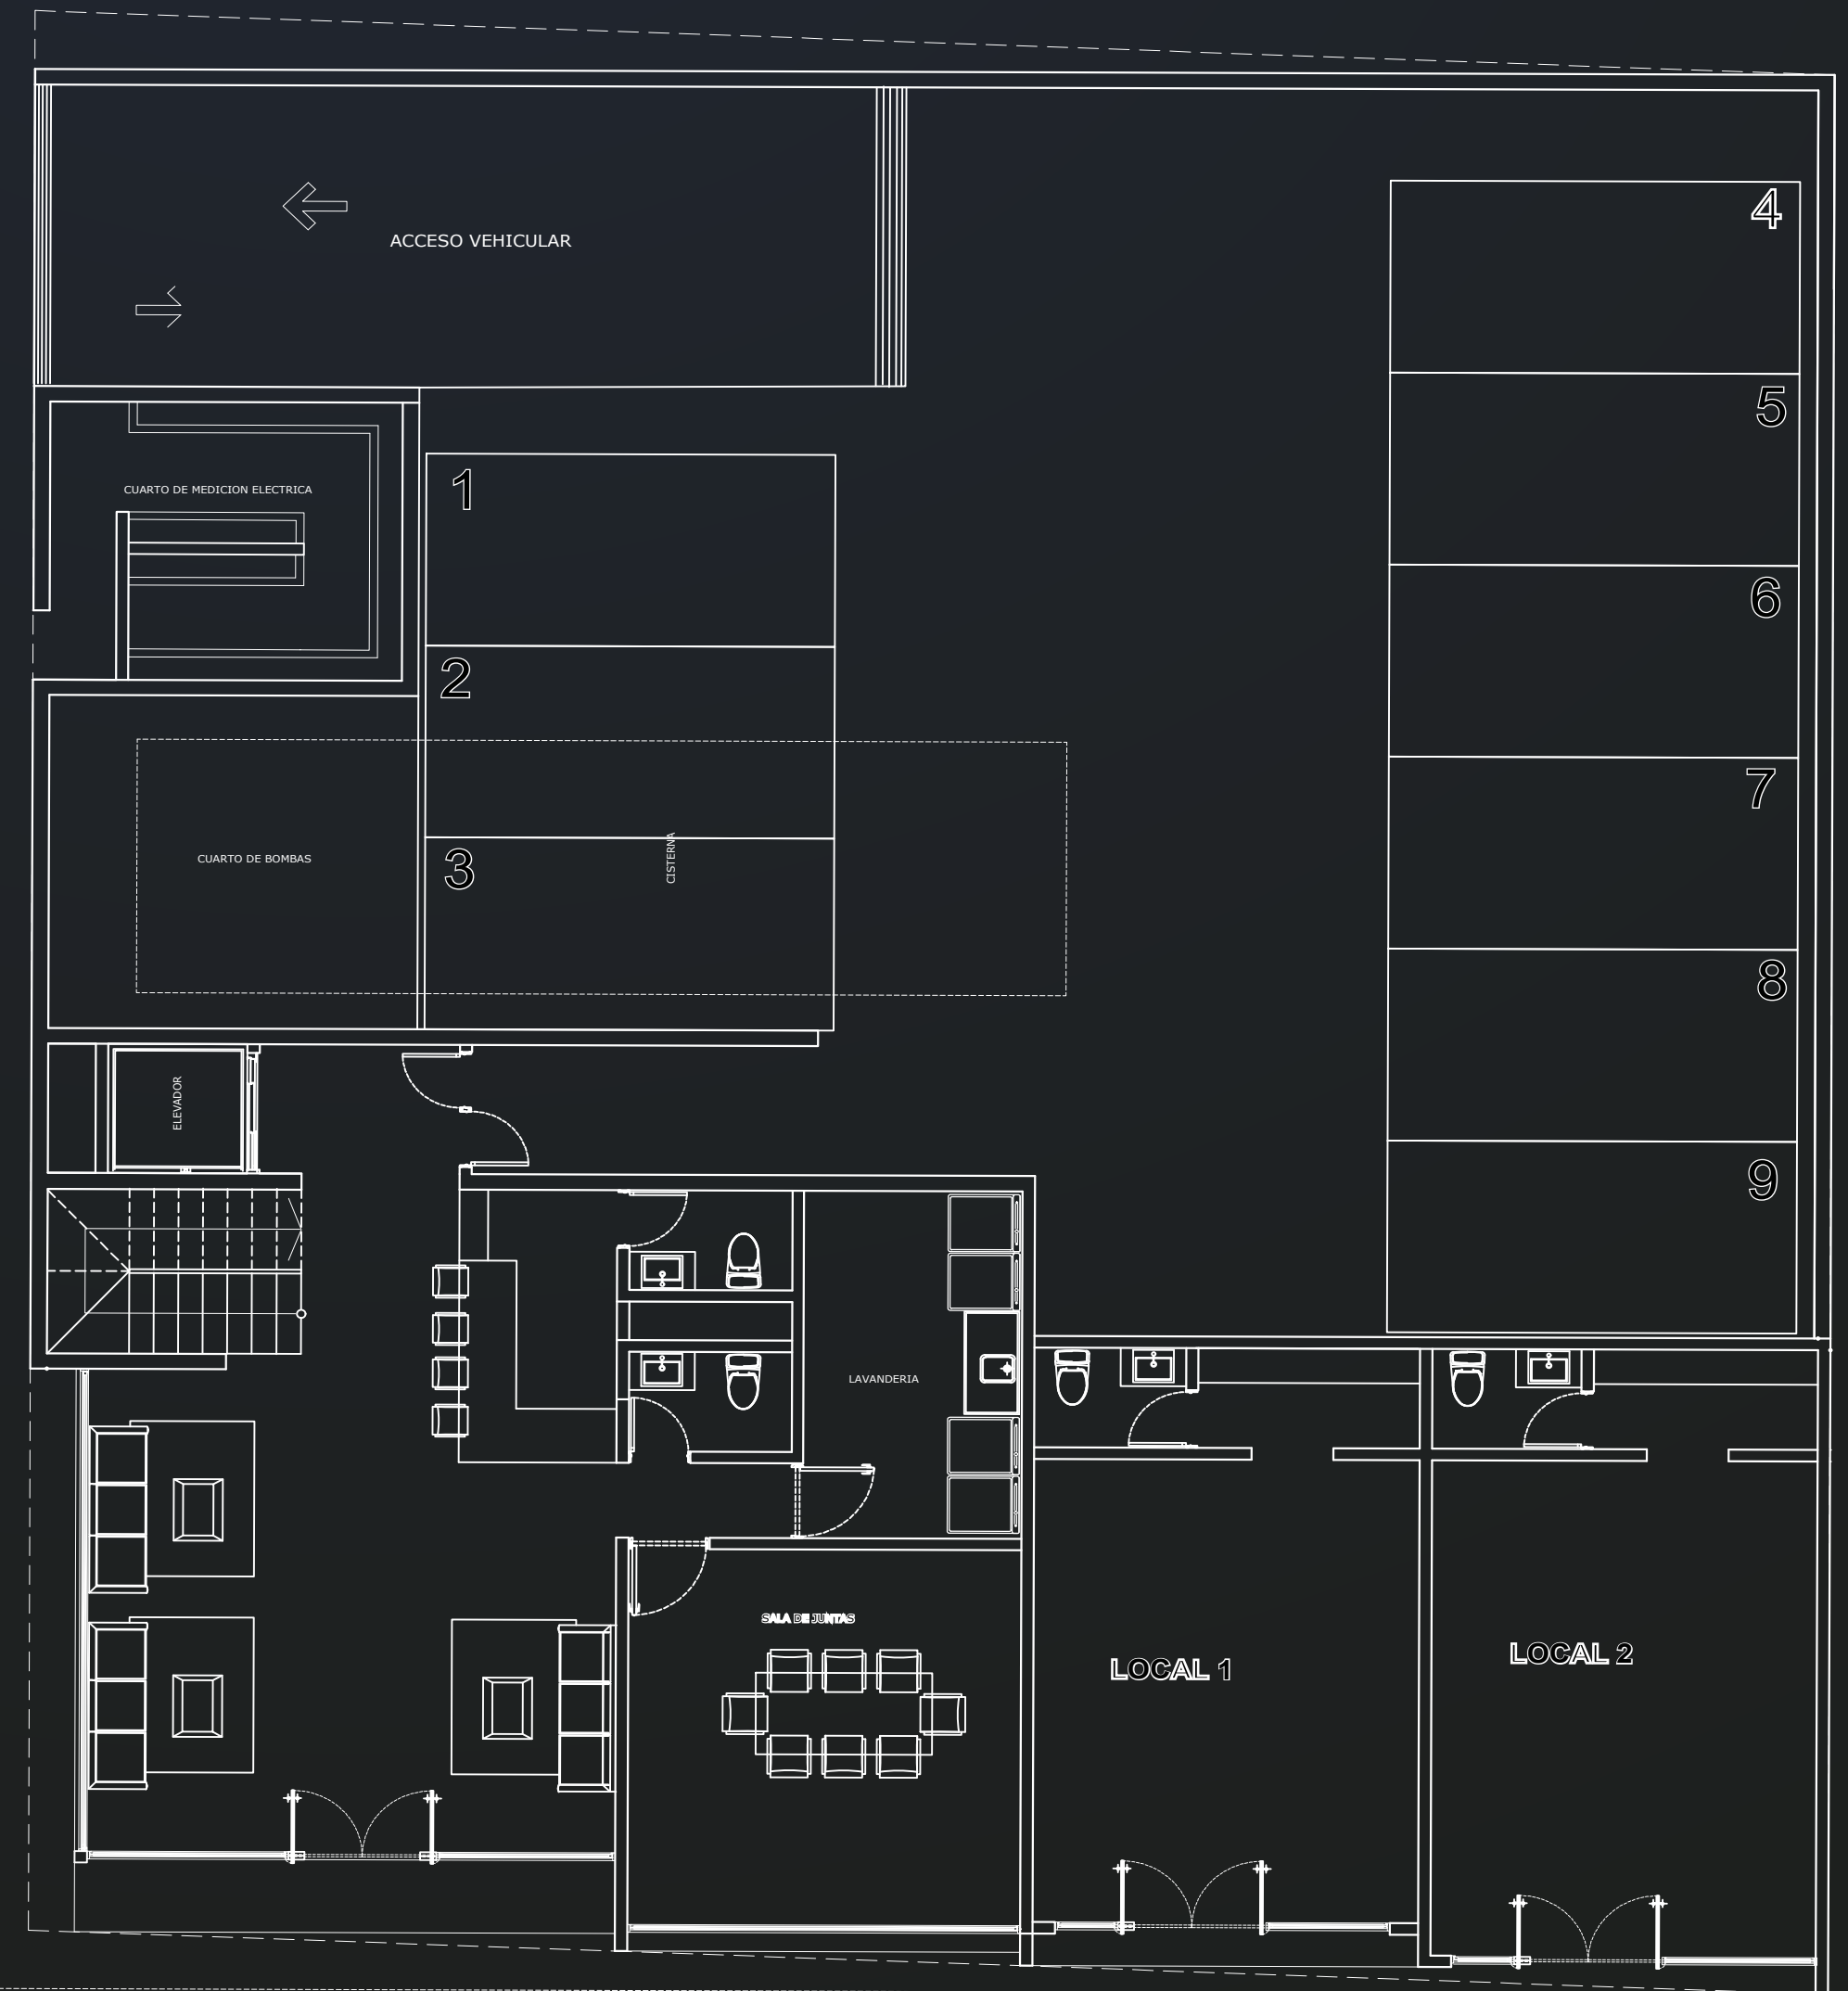 4
ACCESO VEHICULAR
5
1
CUARTO DE MEDICION ELECTRICA
6
2
7
CISTERNA
CUARTO DE BOMBAS
3
8
ELEVADOR
9
LAVANDERIA
SALA DE JUNTAS
LOCAL 1
LOCAL 2